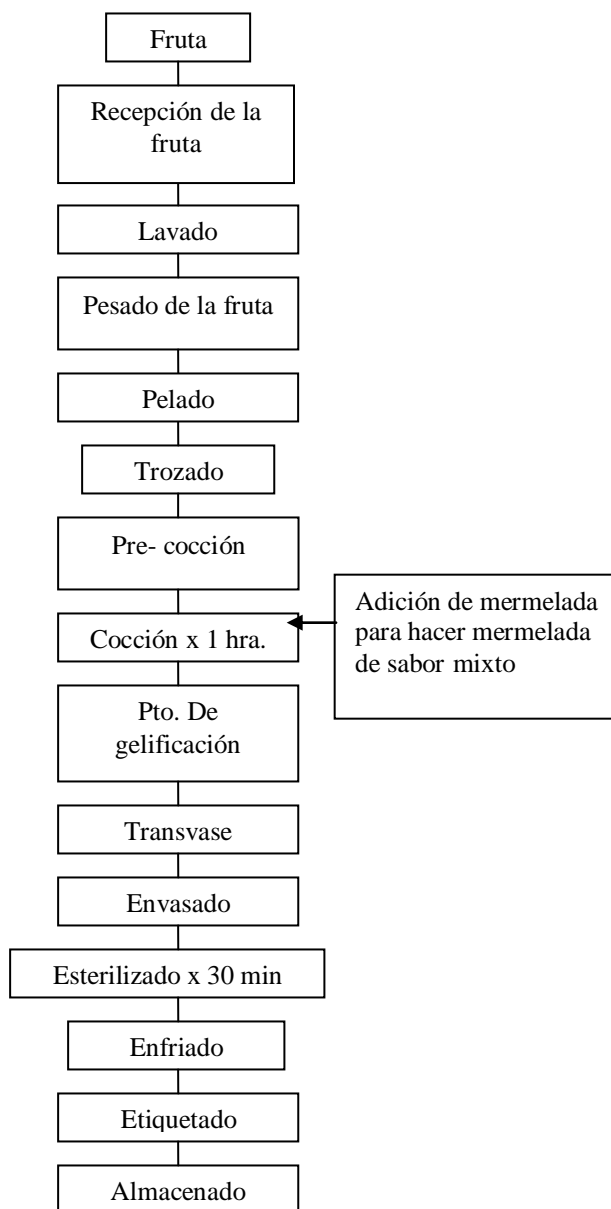 Fruta
Recepción de la
fruta
Lavado
Pesado de la fruta
Pelado
Trozado
Pre- cocción
Adición de mermelada
para hacer mermelada
de sabor mixto
Cocción x 1 hra.
Pto. De
gelificación
Transvase
Envasado
Esterilizado x 30 min
Enfriado
Etiquetado
Almacenado